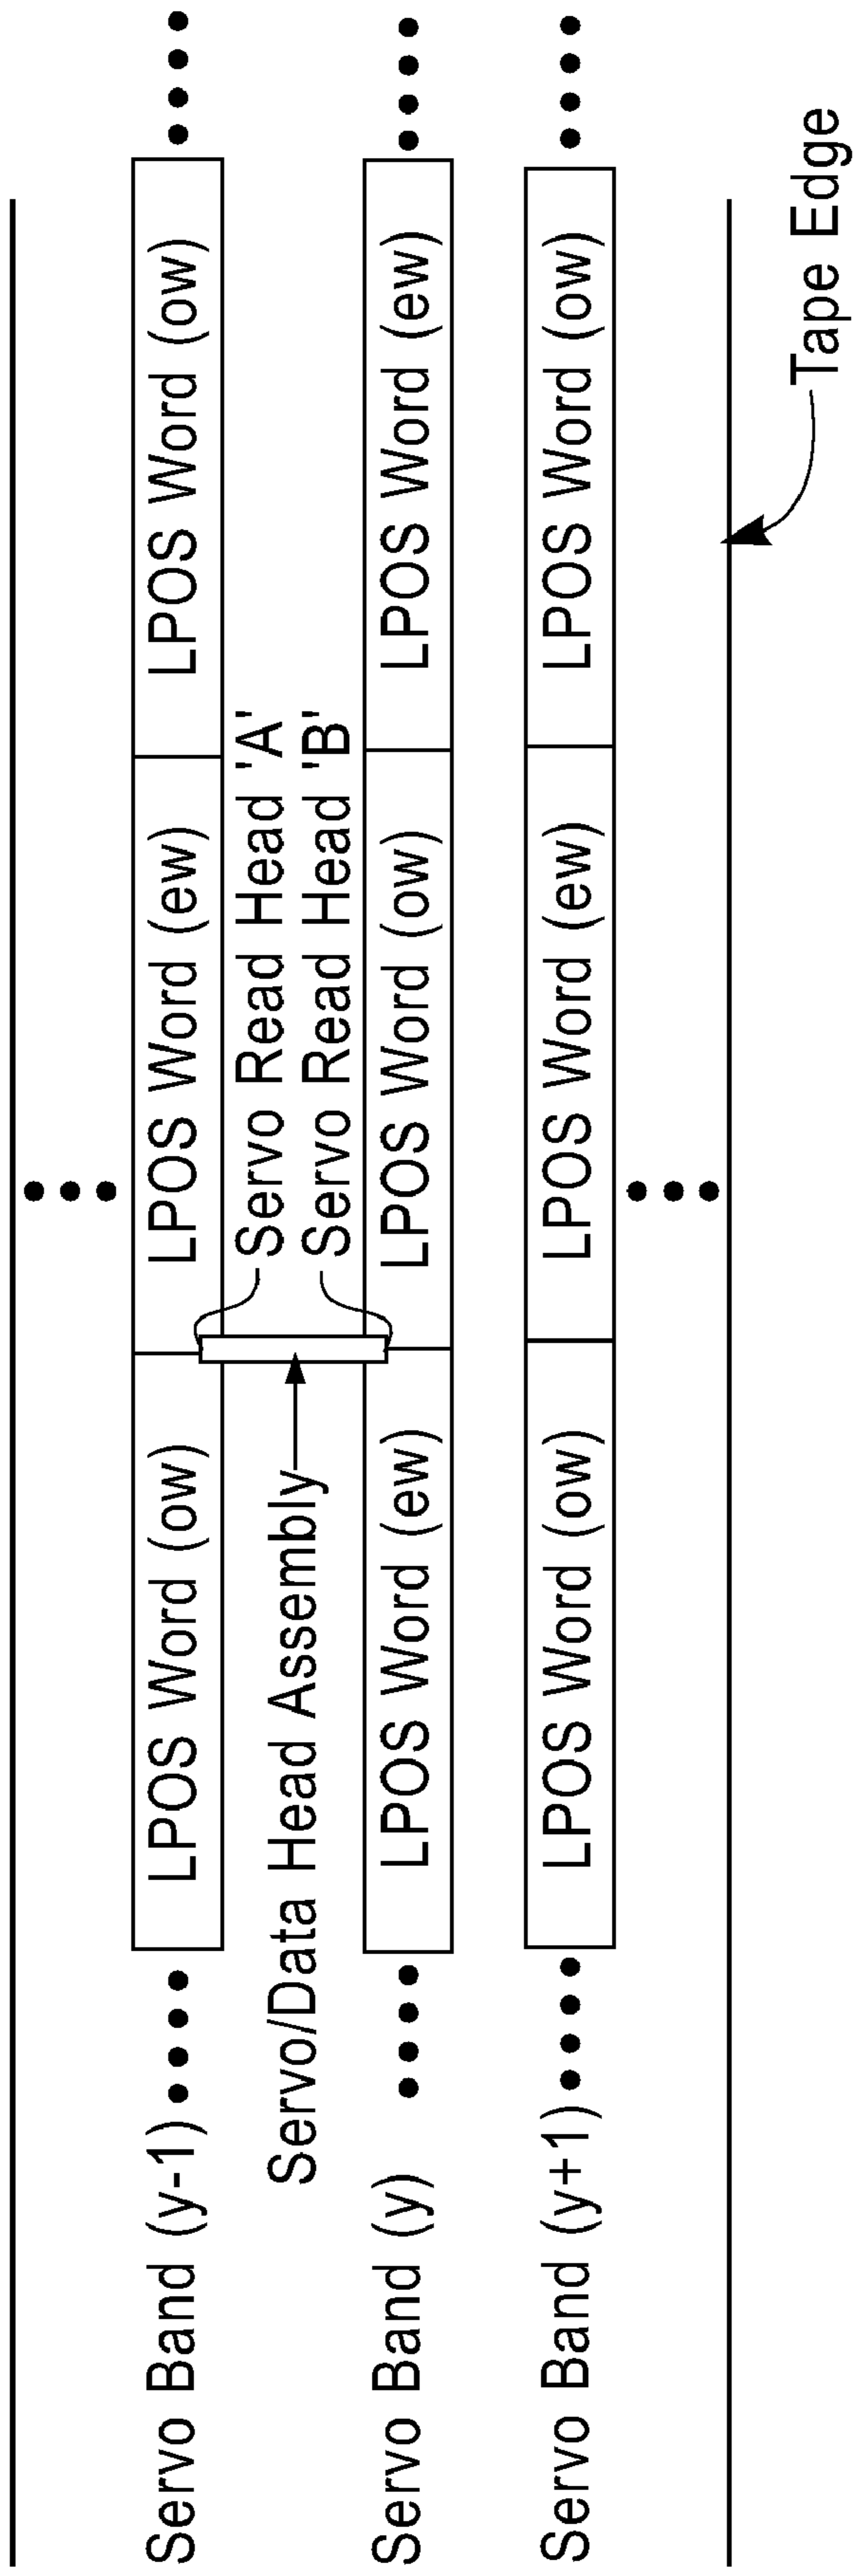 Servo Band (y-1)
LPOS Word (ow)
LPOS Word (ew)
LPOS Word (ow)
Servo Read Head 'A'
Servo Read Head 'B'
Servo/Data Head Assembly
Servo Band (y)
LPOS Word (ew)
LPOS Word (ow)
LPOS Word (ew)
Servo Band (y+1)
LPOS Word (ow)
LPOS Word (ew)
LPOS Word (ow)
Tape Edge